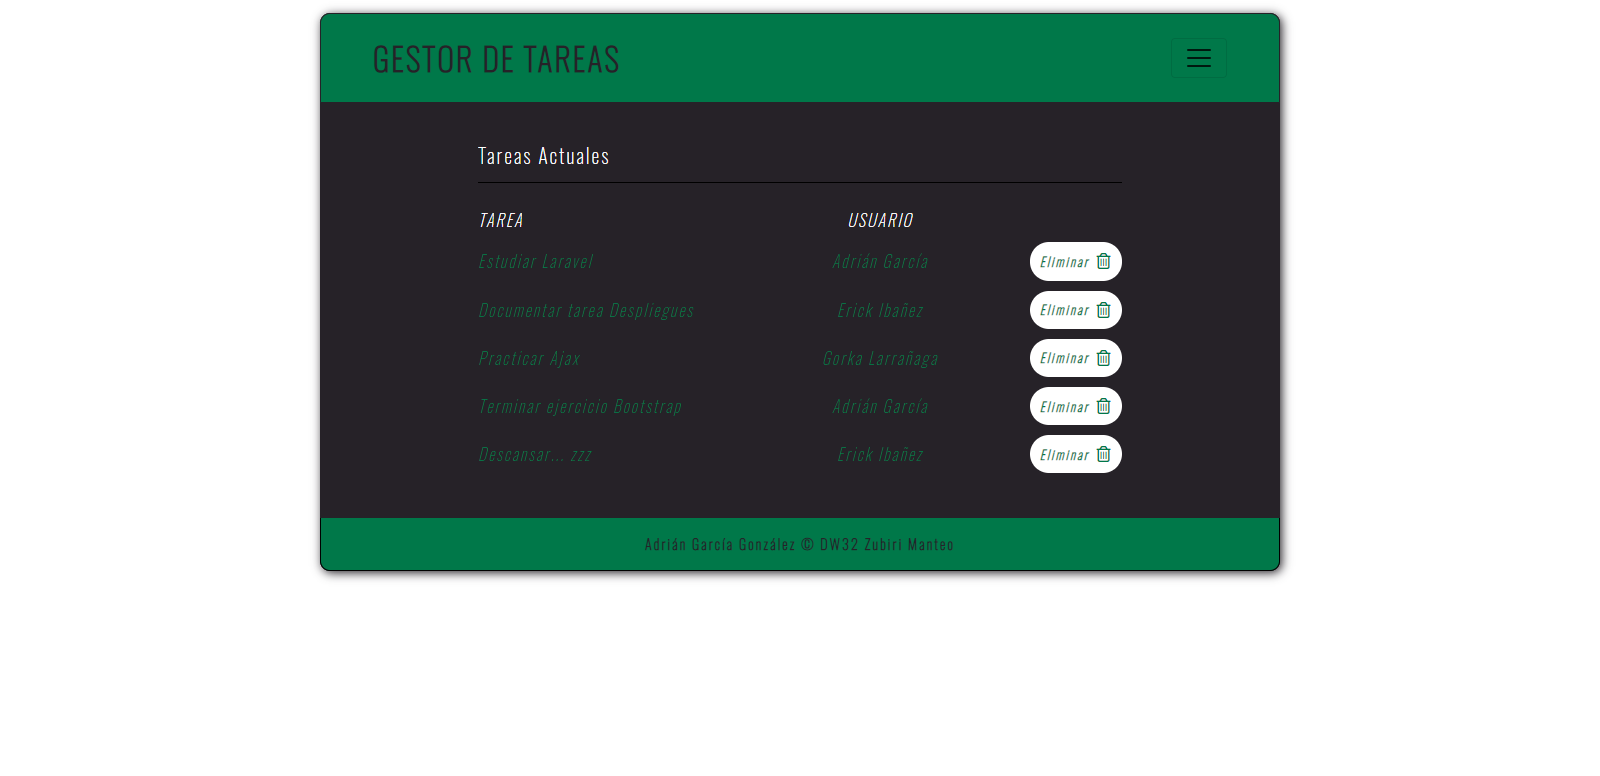 GESTOR DE TAREAS
Tareas Actuales
TAREA USUARIO
Estudiar Laravel Adrián García Eliminar
Documentar tarea Despliegues Erick Ibañez Eliminar
Practicar Ajax Gorka Larrañaga Eliminar
Terminar ejercicio Bootstrap Adrián García Eliminar
Descansar... zzz Erick Ibañez Eliminar
Adrián García González © DW32 Zubiri Manteo